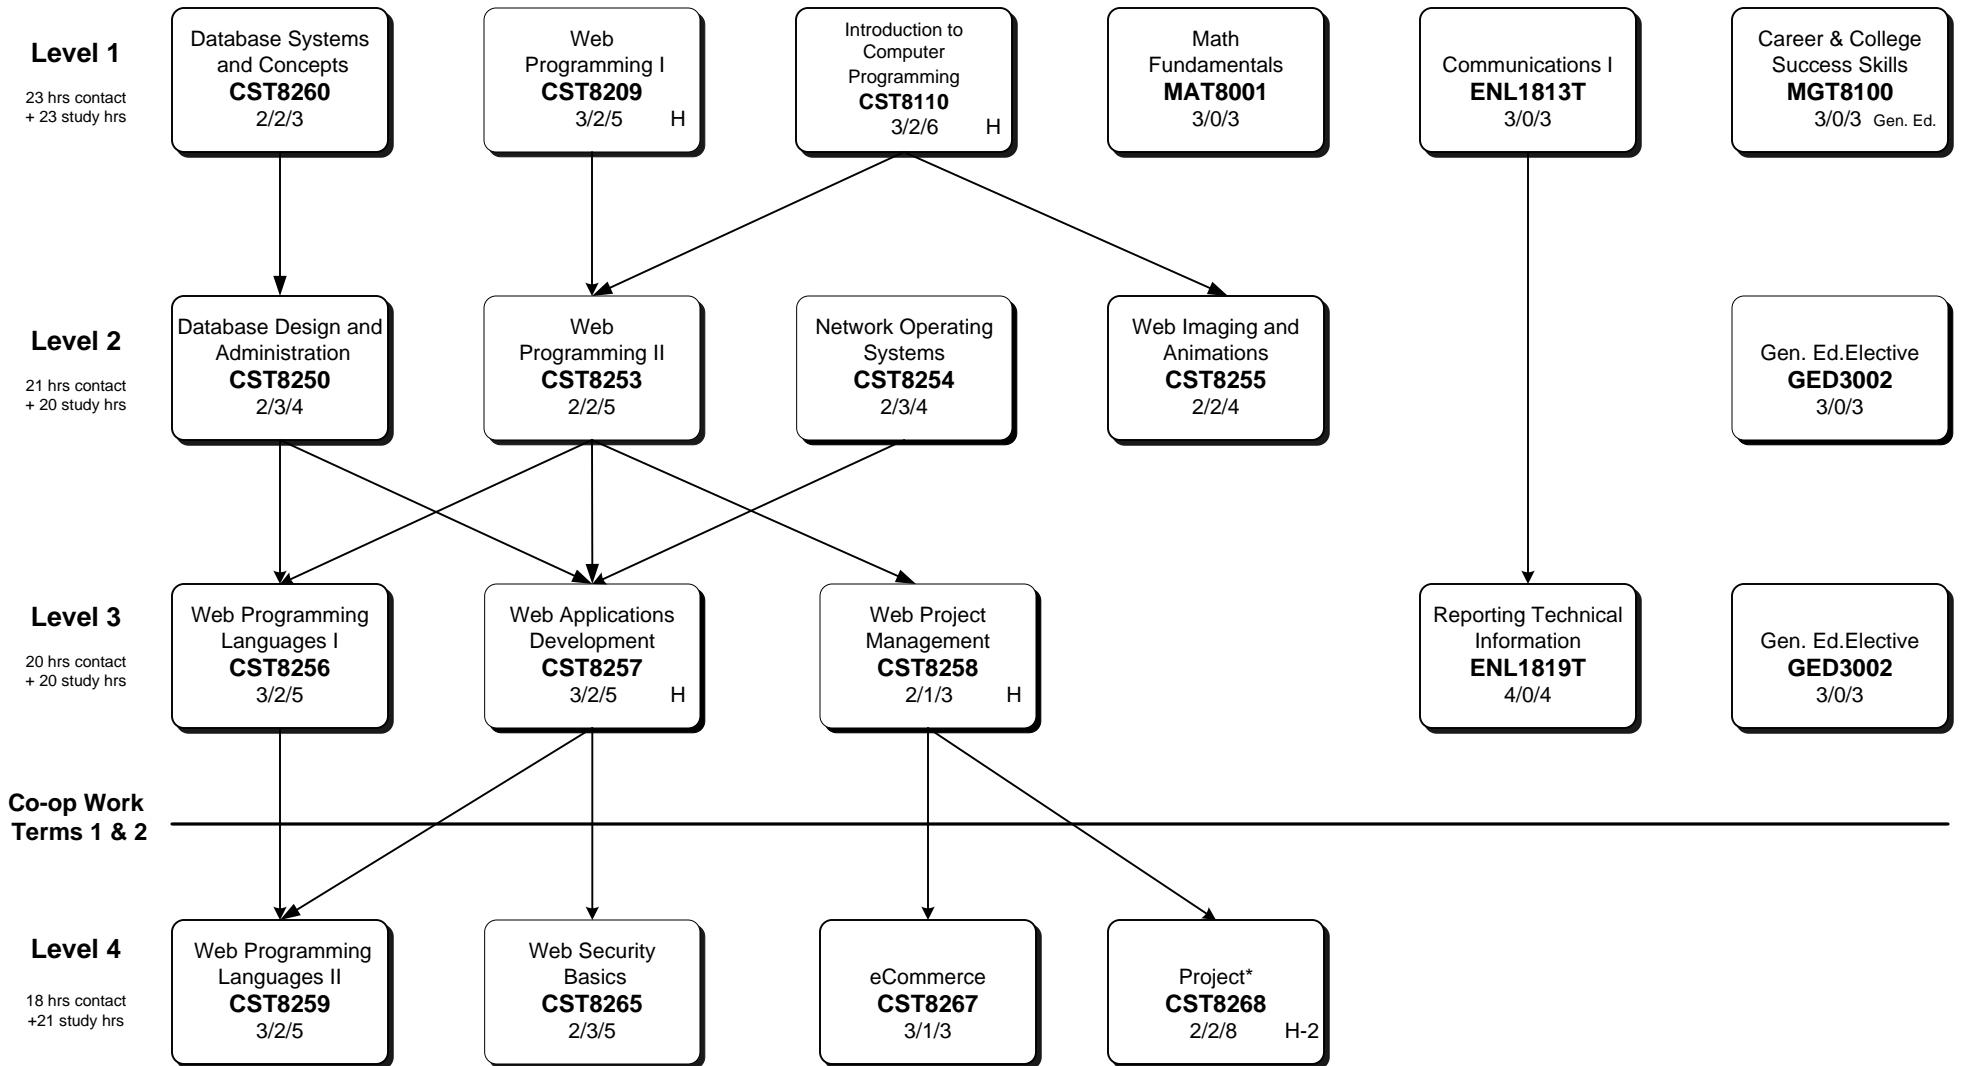 Level 1
23 hrs contact
+ 23 study hrs
Database Systems
and Concepts
CST8260
2/2/3
Web
Programming I
CST8209
3/2/5 H
Introduction to
Computer
Programming
CST8110
3/2/6 H
Math
Fundamentals
MAT8001
3/0/3
Communications I
ENL1813T
3/0/3
Career & College
Success Skills
MGT8100
3/0/3 Gen. Ed.
Level 2
21 hrs contact
+ 20 study hrs
Database Design and
Administration
CST8250
2/3/4
Web
Programming II
CST8253
2/2/5
Network Operating
Systems
CST8254
2/3/4
Web Imaging and
Animations
CST8255
2/2/4
Gen. Ed.Elective
GED3002
3/0/3
Level 3
20 hrs contact
+ 20 study hrs
Web Programming
Languages I
CST8256
3/2/5
Web Applications
Development
CST8257
3/2/5 H
Web Project
Management
CST8258
2/1/3 H
Reporting Technical
Information
ENL1819T
4/0/4
Gen. Ed.Elective
GED3002
3/0/3
Co-op Work
Terms 1 & 2
Level 4
18 hrs contact
+21 study hrs
Web Programming
Languages II
CST8259
3/2/5
Web Security
Basics
CST8265
2/3/5
eCommerce
CST8267
3/1/3
Project*
CST8268
2/2/8 H-2